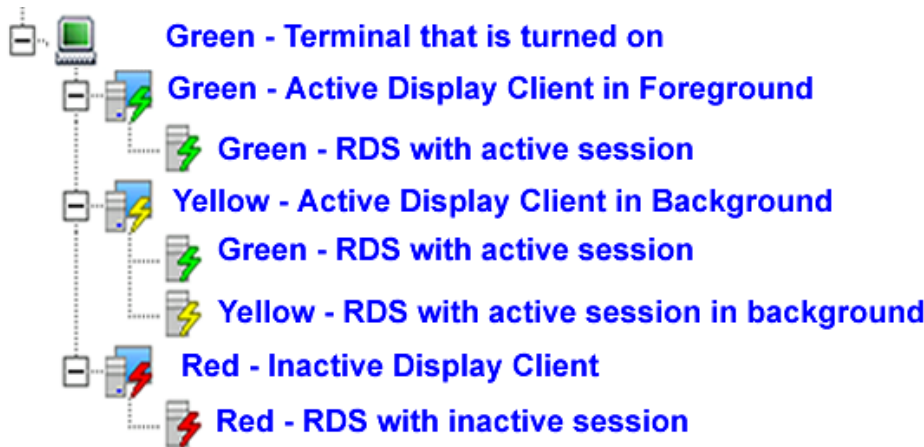 Green - Terminal that is turned on
Green - Active Display Client in Foreground
Green - RDS with active session
Yellow - Active Display Client in Background
Green - RDS with active session
Yellow - RDS with active session in background
Red - Inactive Display Client
Red - RDS with inactive session